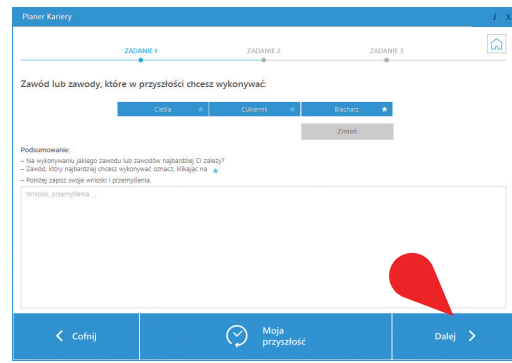 Planer Kariery
i x
ZADANIE 1 ZADANIE 2 ZADANIE 3
Zawód lub zawody, które w przyszłości chcesz wykonywać:
Cieśla Cukiernik Blacharz
Zmień
Podsumowanie:
– Na wykonywaniu jakiego zawodu lub zawodów najbardziej Ci zależy?
– Zawód, który najbardziej chcesz wykonywać oznacz, klikając na
– Poniżej zapisz swoje wnioski i przemyślenia.
Wnioski, przemyślenia ...
Cofnij
Moja
przyszłość
Dalej